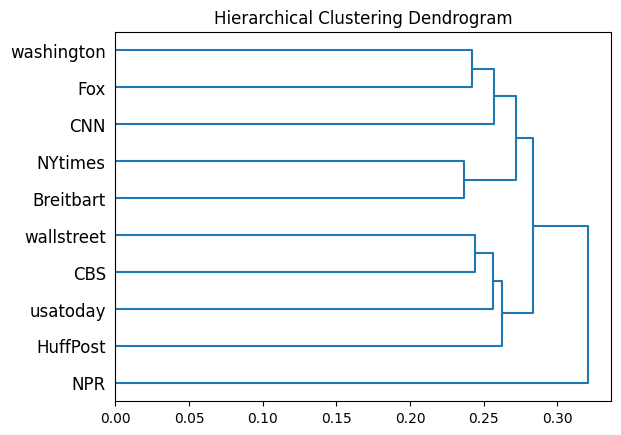 Hierarchical Clustering Dendrogram
washington
Fox
CNN
NYtimes
Breitbart
wallstreet
CBS
usatoday
HuffPost
NPR
0.00 0.05 0.10 0.15 0.20 0.25 0.30